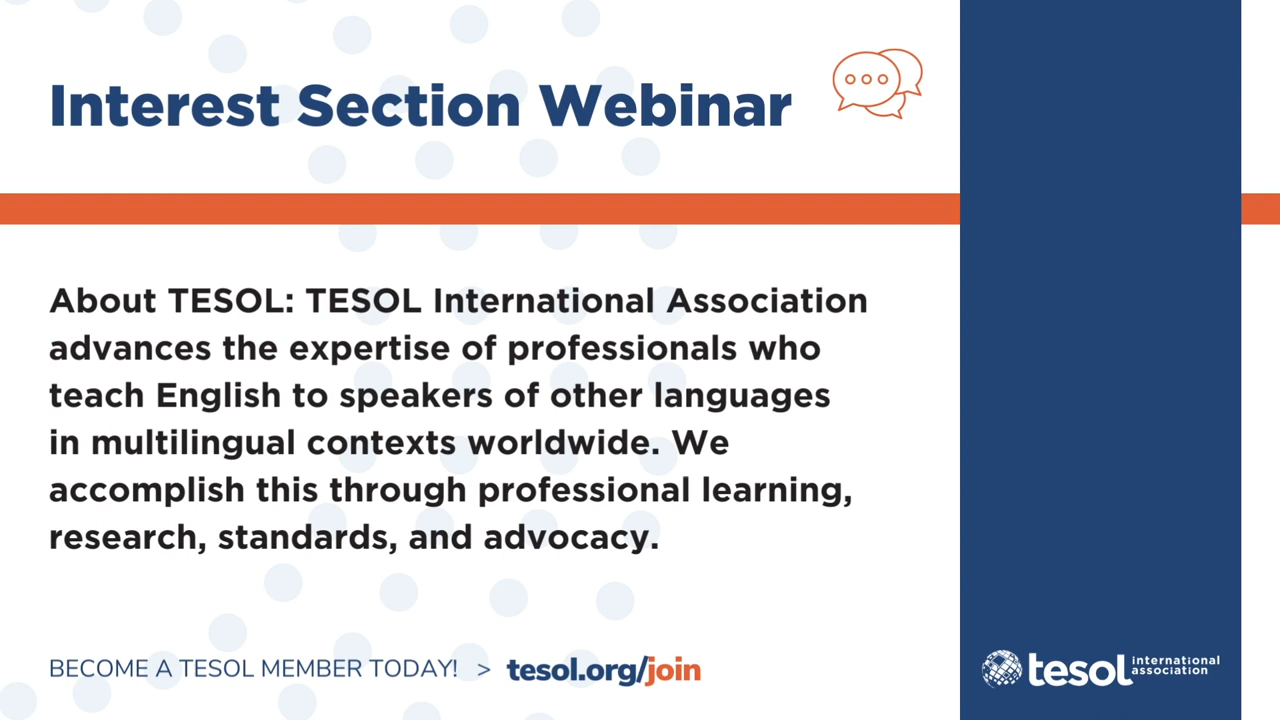 Interest Section Webinar
About TESOL: TESOL International Association
advances the expertise of professionals who
teach English to speakers of other languages
in multilingual contexts worldwide. We
accomplish this through professional learning,
research, standards, and advocacy.
BECOME A TESOL MEMBER TODAY! > tesol.org/join
tesol international
association